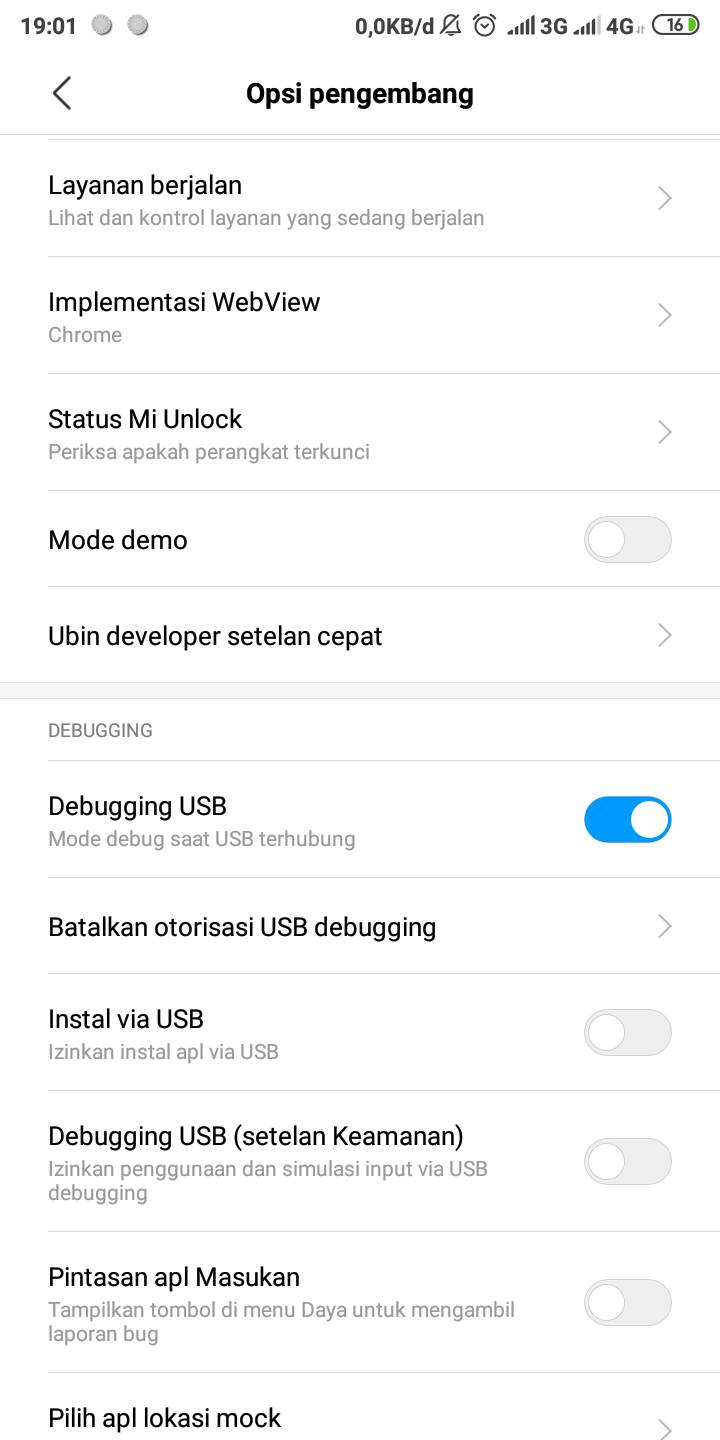 19:01 0,0KB/d 3G 4G 16
Opsi pengembang
Layanan berjalan
Lihat dan kontrol layanan yang sedang berjalan
Implementasi WebView
Chrome
Status Mi Unlock
Periksa apakah perangkat terkunci
Mode demo
Ubin developer setelan cepat
DEBUGGING
Debugging USB
Mode debug saat USB terhubung
Batalkan otorisasi USB debugging
Instal via USB
Izinkan instal apl via USB
Debugging USB (setelan Keamanan)
Izinkan penggunaan dan simulasi input via USB
debugging
Pintasan apl Masukan
Tampilkan tombol di menu Daya untuk mengambil
laporan bug
Pilih apl lokasi mock